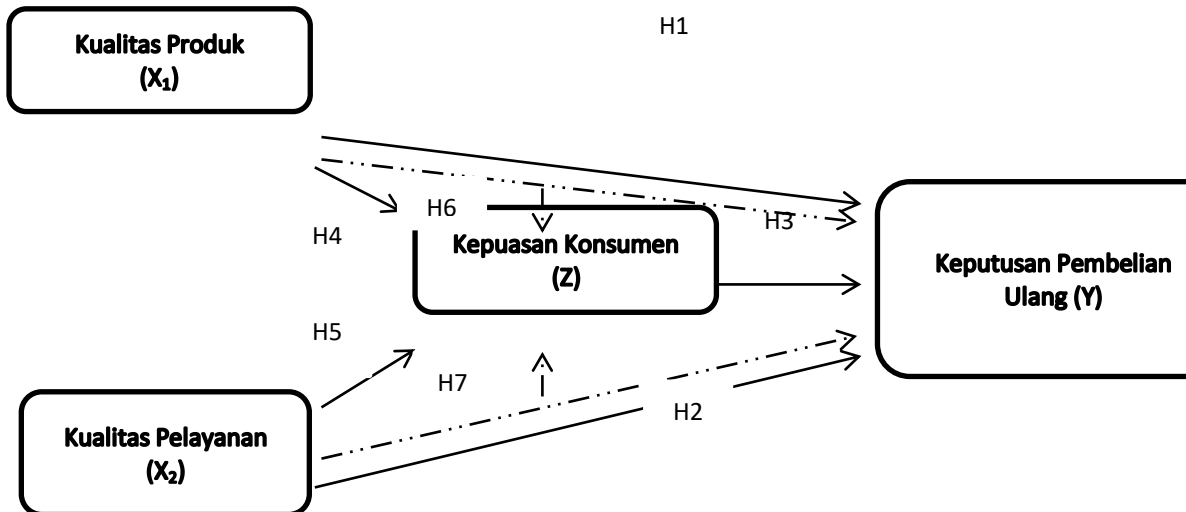 H1
Kualitas Produk
(X₁)
H6
H3
H4
Kepuasan Konsumen
(Z)
Keputusan Pembelian
Ulang (Y)
H5
H7
H2
Kualitas Pelayanan
(X₂)